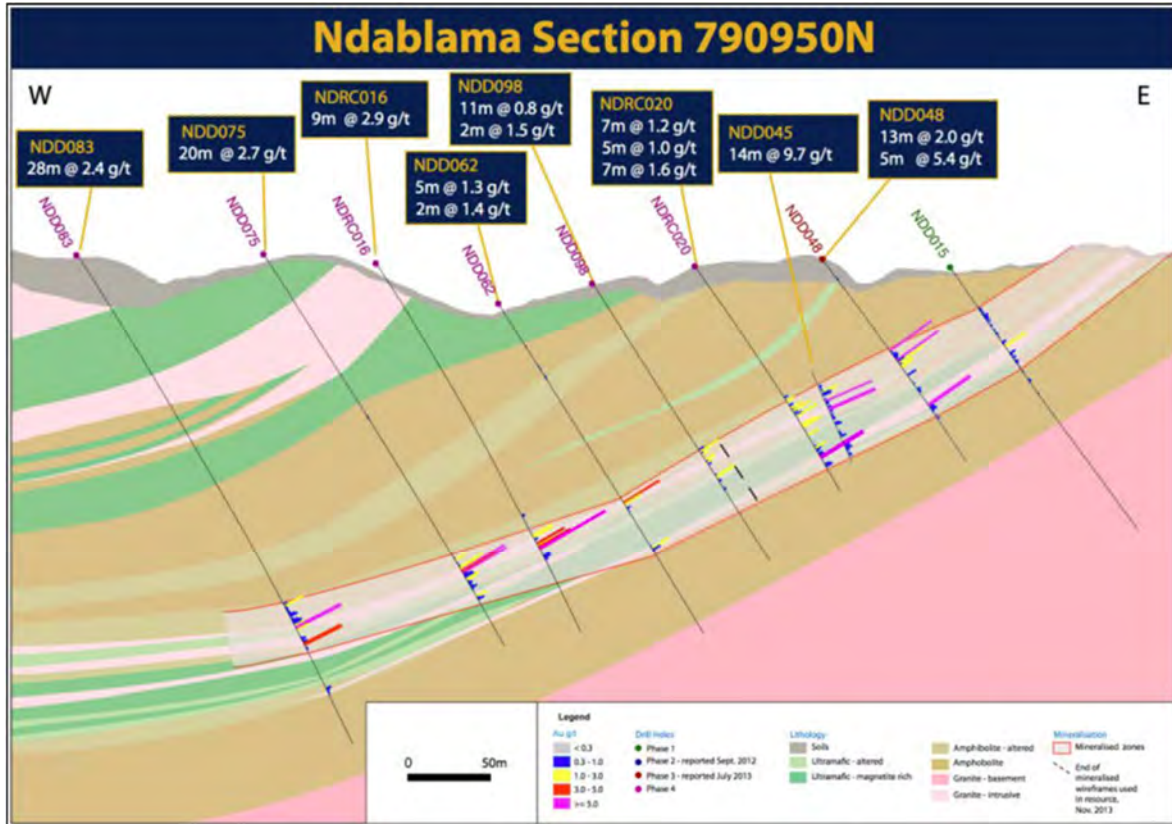 Ndablama Section 790950N
W
E
NDD083
28m @ 2.4 g/t
NDD075
20m @ 2.7 g/t
NDRC016
9m @ 2.9 g/t
NDD062
5m @ 1.3 g/t
2m @ 1.4 g/t
NDD098
11m @ 0.8 g/t
2m @ 1.5 g/t
NDRC020
7m @ 1.2 g/t
5m @ 1.0 g/t
7m @ 1.6 g/t
NDD045
14m @ 9.7 g/t
NDD048
13m @ 2.0 g/t
5m @ 5.4 g/t
NDD083
NDD075
NDRC016
NDD062
NDD098
NDRC020
NDD048
NDD015
0 50m
Legend
Au g/t
< 0.3
0.3 - 1.0
1.0 - 3.0
3.0 - 5.0
>= 5.0
Drill Holes
Phase 1
Phase 2 - reported Sept. 2012
Phase 3 - reported July 2013
Phase 4
Lithology
Soils
Ultramafic - altered
Ultramafic - magnetite rich
Amphibolite - altered
Amphobolite
Granite - basement
Granite - intrusive
Mineralisation
Mineralised zones
End of
mineralised
wireframes used
in resource,
Nov. 2013